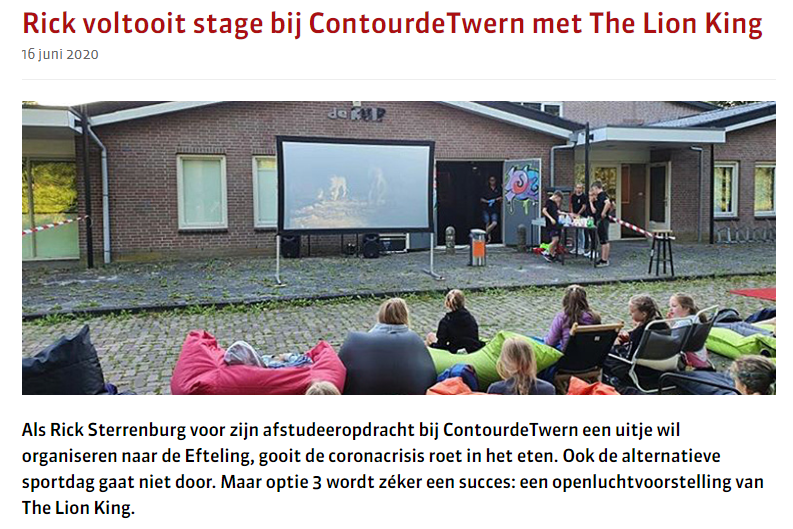 Rick voltooit stage bij ContourdeTwern met The Lion King
16 juni 2020
de RIP
Als Rick Sterrenburg voor zijn afstudeeropdracht bij ContourdeTwern een uitje wil
organiseren naar de Efteling, gooit de coronacrisis roet in het eten. Ook de alternatieve
sportdag gaat niet door. Maar optie 3 wordt zéker een succes: een openluchtvoorstelling van
The Lion King.